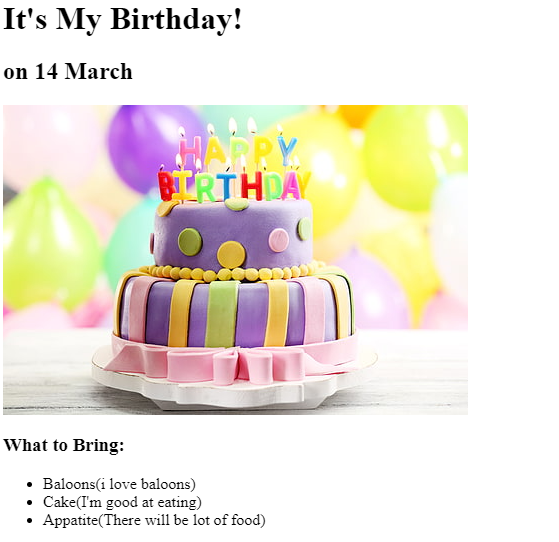 It's My Birthday!
on 14 March
HAPPY
BIRTHDAY
What to Bring:
Baloons(i love baloons)
Cake(I'm good at eating)
Appatite(There will be lot of food)